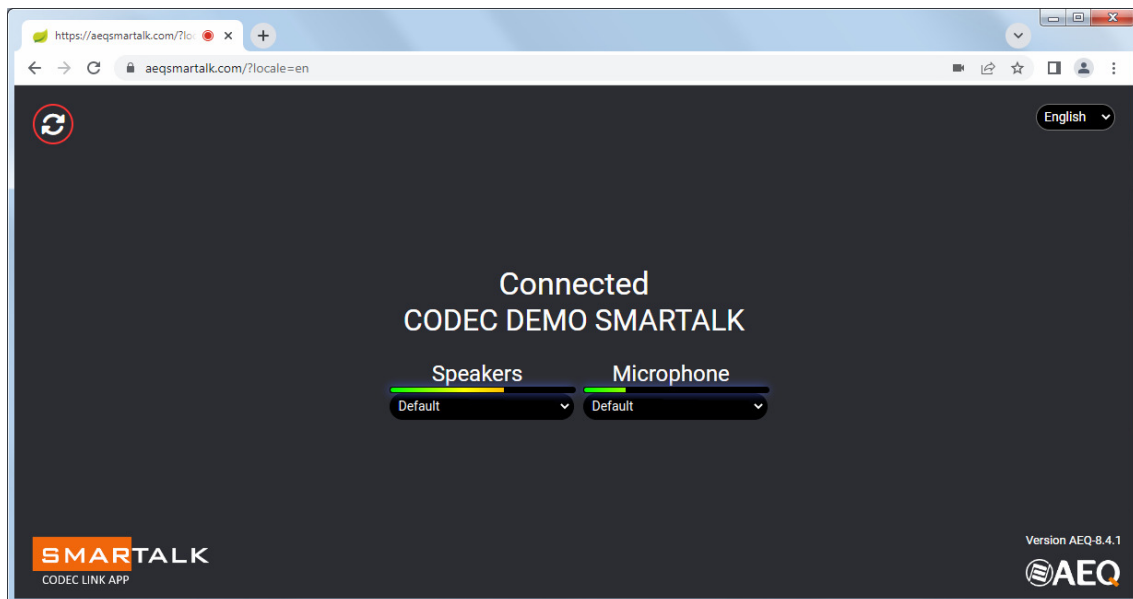 https://aeqsmartalk.com/?lo
aeqsmartalk.com/?locale=en
English
Connected
CODEC DEMO SMARTALK
Speakers Microphone
Default Default
SMARTALK
CODEC LINK APP
Version AEQ-8.4.1
AEQ